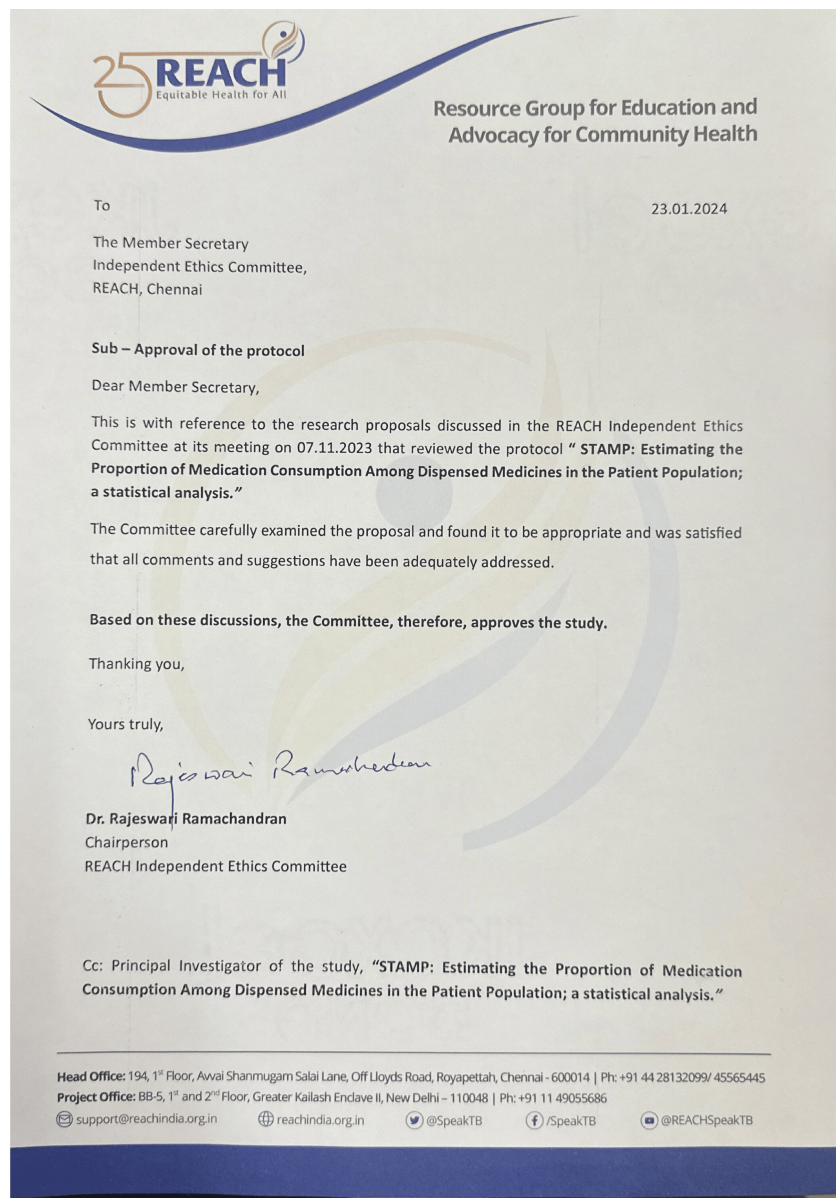 25 REACH
Equitable Health for All
Resource Group for Education and
Advocacy for Community Health
To
23.01.2024
The Member Secretary
Independent Ethics Committee,
REACH, Chennai
Sub – Approval of the protocol
Dear Member Secretary,
This is with reference to the research proposals discussed in the REACH Independent Ethics
Committee at its meeting on 07.11.2023 that reviewed the protocol “ STAMP: Estimating the
Proportion of Medication Consumption Among Dispensed Medicines in the Patient Population;
a statistical analysis.”
The Committee carefully examined the proposal and found it to be appropriate and was satisfied
that all comments and suggestions have been adequately addressed.
Based on these discussions, the Committee, therefore, approves the study.
Thanking you,
Yours truly,
Rajeswari Ramachandran
Dr. Rajeswari Ramachandran
Chairperson
REACH Independent Ethics Committee
Cc: Principal Investigator of the study, “STAMP: Estimating the Proportion of Medication
Consumption Among Dispensed Medicines in the Patient Population; a statistical analysis.”
Head Office: 194, 1st Floor, Avvai Shanmugam Salai Lane, Off Lloyds Road, Royapettah, Chennai - 600014 | Ph: +91 44 28132099/ 45565445
Project Office: BB-5, 1st and 2nd Floor, Greater Kailash Enclave II, New Delhi – 110048 | Ph: +91 11 49055686
support@reachindia.org.in reachindia.org.in @SpeakTB /SpeakTB @REACHSpeakTB